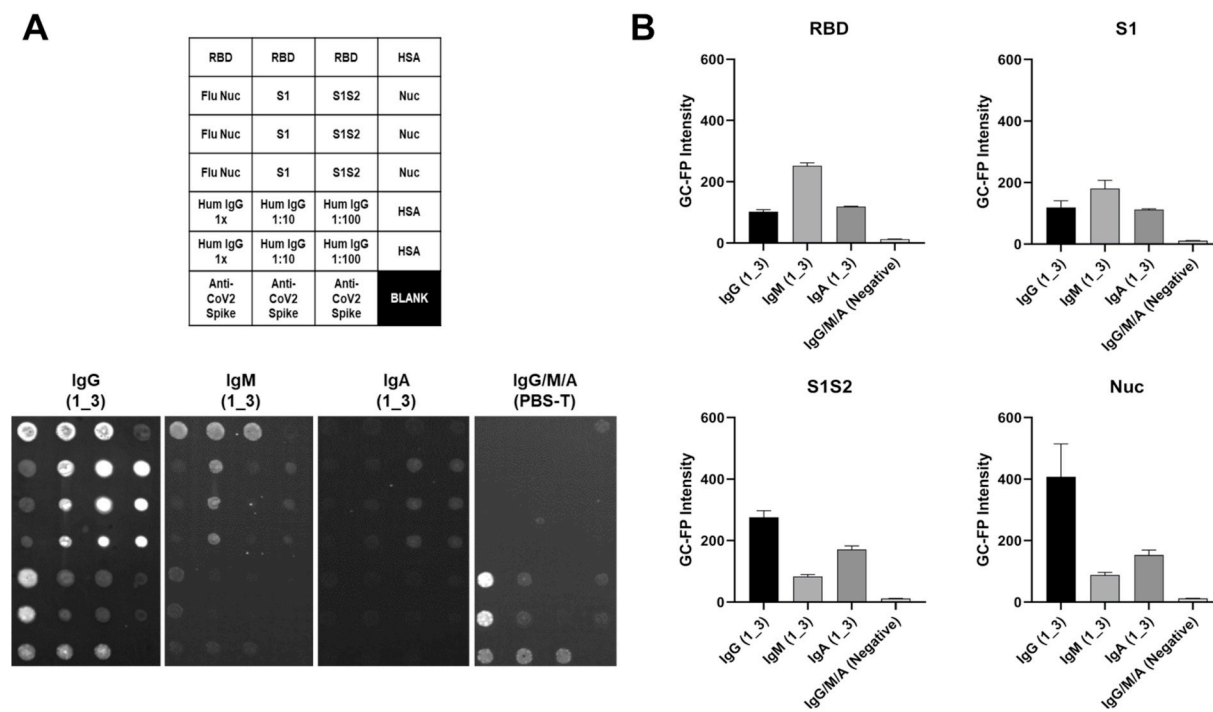 A
RBD RBD RBD HSA
Flu Nuc S1 S1S2 Nuc
Flu Nuc S1 S1S2 Nuc
Flu Nuc S1 S1S2 Nuc
Hum IgG 1x Hum IgG 1:10 Hum IgG 1:100 HSA
Hum IgG 1x Hum IgG 1:10 Hum IgG 1:100 HSA
Anti-CoV2 Spike Anti-CoV2 Spike Anti-CoV2 Spike BLANK
IgG IgM IgA IgG/M/A
(1_3) (1_3) (1_3) (PBS-T)
B
RBD
GC-FP Intensity
600
400
200
0
IgG (1_3)
IgM (1_3)
IgA (1_3)
IgG/M/A (Negative)
S1
GC-FP Intensity
600
400
200
0
IgG (1_3)
IgM (1_3)
IgA (1_3)
IgG/M/A (Negative)
S1S2
GC-FP Intensity
600
400
200
0
IgG (1_3)
IgM (1_3)
IgA (1_3)
IgG/M/A (Negative)
Nuc
GC-FP Intensity
600
400
200
0
IgG (1_3)
IgM (1_3)
IgA (1_3)
IgG/M/A (Negative)